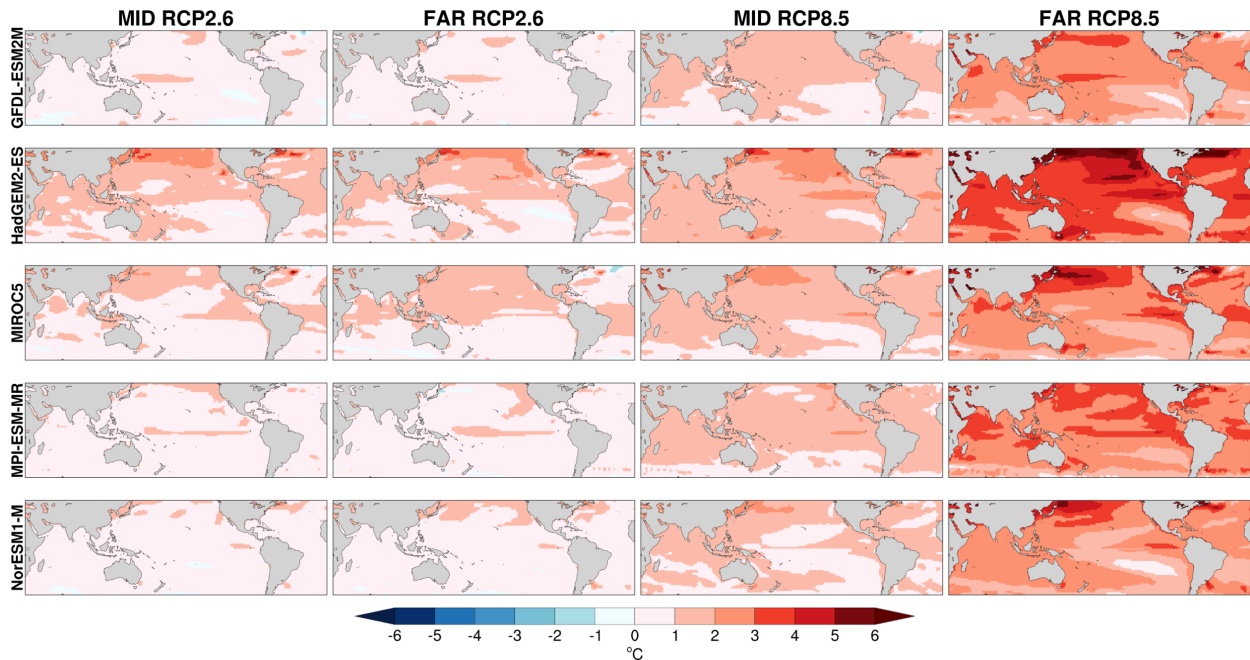 MID RCP2.6 FAR RCP2.6 MID RCP8.5 FAR RCP8.5
GFDL-ESM2M
HadGEM2-ES
MIROC5
MPI-ESM-MR
NorESM1-M
-6 -5 -4 -3 -2 -1 0 1 2 3 4 5 6
°C